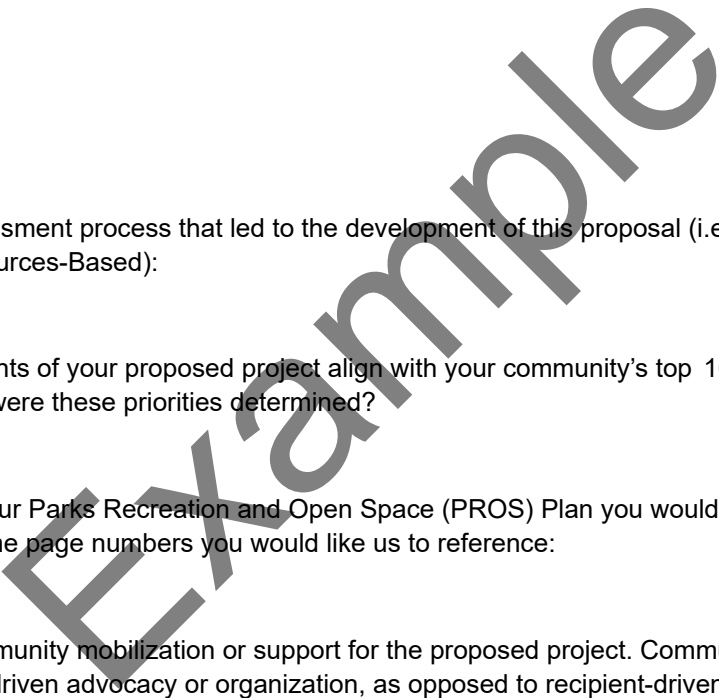 Example
sment process that led to the development of this proposal (i.e
urces-Based):
nts of your proposed project align with your community's top 1
were these priorities determined?
ur Parks Recreation and Open Space (PROS) Plan you would
e page numbers you would like us to reference:
munity mobilization or support for the proposed project. Comm
driven advocacy or organization, as opposed to recipient-driven